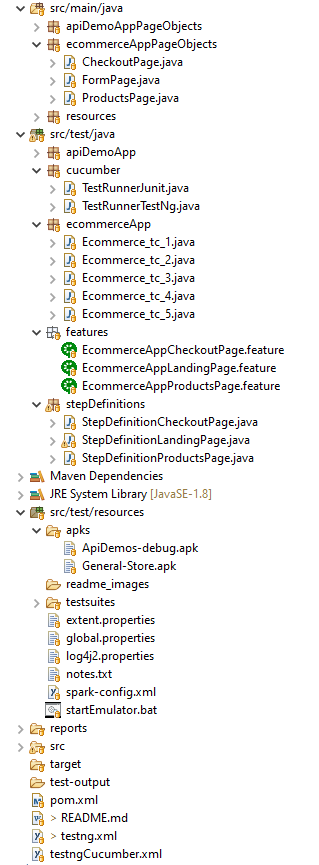 src/main/java
apiDemoAppPageObjects
ecommerceAppPageObjects
CheckoutPage.java
FormPage.java
ProductsPage.java
resources
src/test/java
apiDemoApp
cucumber
TestRunnerJunit.java
TestRunnerTestNg.java
ecommerceApp
Ecommerce_tc_1.java
Ecommerce_tc_2.java
Ecommerce_tc_3.java
Ecommerce_tc_4.java
Ecommerce_tc_5.java
features
EcommerceAppCheckoutPage.feature
EcommerceAppLandingPage.feature
EcommerceAppProductsPage.feature
stepDefinitions
StepDefinitionCheckoutPage.java
StepDefinitionLandingPage.java
StepDefinitionProductsPage.java
Maven Dependencies
JRE System Library [JavaSE-1.8]
src/test/resources
apks
ApiDemos-debug.apk
General-Store.apk
readme_images
testsuites
extent.properties
global.properties
log4j2.properties
notes.txt
spark-config.xml
startEmulator.bat
reports
src
target
test-output
pom.xml
> README.md
> testng.xml
testngCucumber.xml